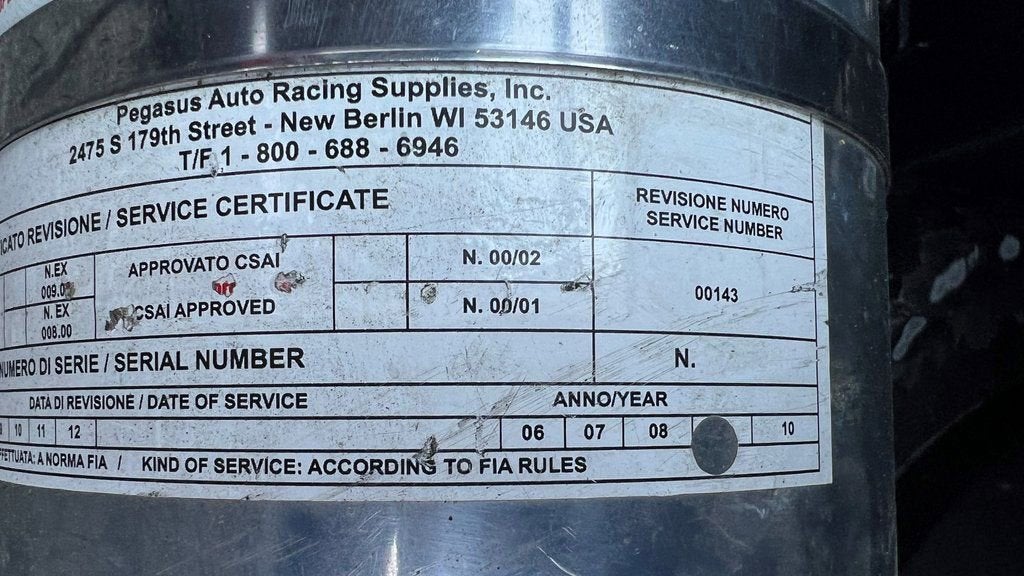 Pegasus Auto Racing Supplies, Inc.
2475 S 179th Street - New Berlin WI 53146 USA
T/F 1 - 800 - 688 - 6946
REVISIONE / SERVICE CERTIFICATE
REVISIONE NUMERO
SERVICE NUMBER
N.EX
APPROVATO CSAI
N. 00/02
N. EX
008.00
CSAI APPROVED
N. 00/01
00143
NUMERO DI SERIE / SERIAL NUMBER
N.
DATA DI REVISIONE / DATE OF SERVICE
ANNO/YEAR
10 11 12 06 07 08 10
A NORMA FIA / KIND OF SERVICE: ACCORDING TO FIA RULES